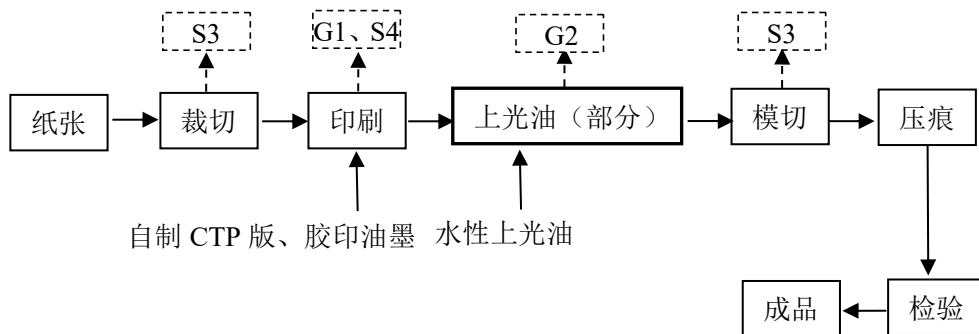 S3
G1、S4
G2
S3
纸张
裁切
印刷
上光油（部分）
模切
压痕
自制 CTP 版、胶印油墨
水性上光油
成品
检验